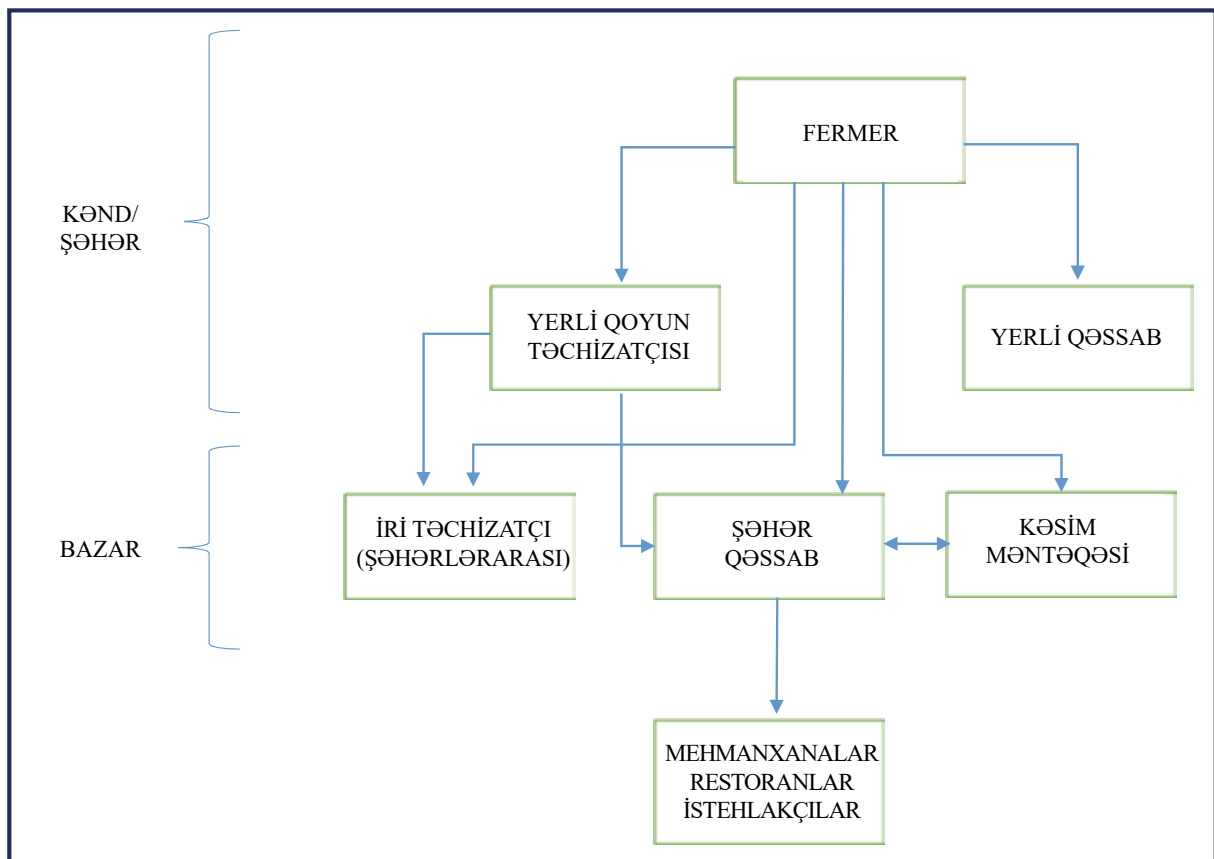 FERMER
KƏND/
ŞƏHƏR
YERLİ QOYUN
TƏCHİZATÇISI
YERLİ QƏSSAB
BAZAR
İRİ TƏCHİZATÇI
(ŞƏHƏRLƏRARASI)
ŞƏHƏR
QƏSSAB
KƏSİM
MƏNTƏQƏSİ
MEHMANXANALAR
RESTORANLAR
İSTEHLAKÇILAR